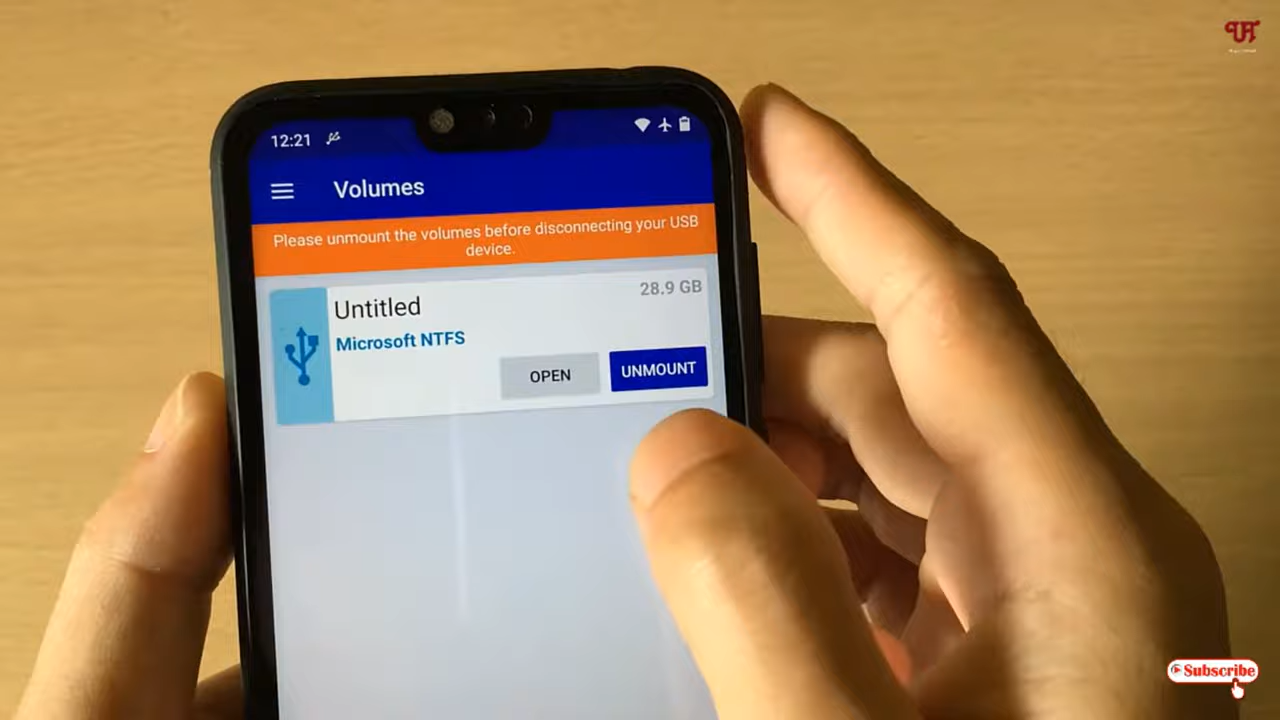 12:21
Volumes
Please unmount the volumes before disconnecting your USB
device.
Untitled
28.9 GB
Microsoft NTFS
OPEN
UNMOUNT
Subscribe